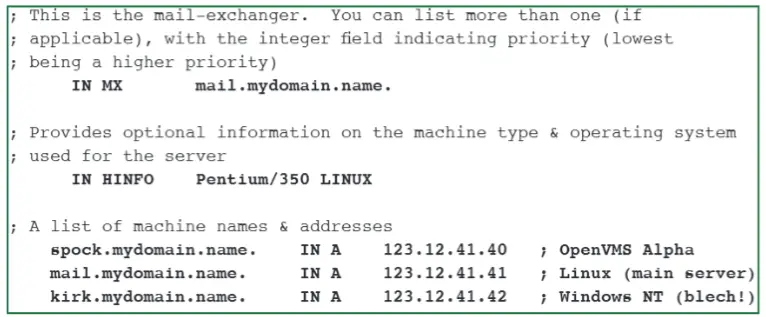 ; This is the mail-exchanger.  You can list more than one (if
; applicable), with the integer field indicating priority (lowest
; being a higher priority)
IN MX mail.mydomain.name.
; Provides optional information on the machine type & operating system
; used for the server
IN HINFO Pentium/350 LINUX
; A list of machine names & addresses
spock.mydomain.name. IN A 123.12.41.40 ; OpenVMS Alpha
mail.mydomain.name. IN A 123.12.41.41 ; Linux (main server)
kirk.mydomain.name. IN A 123.12.41.42 ; Windows NT (blech!)